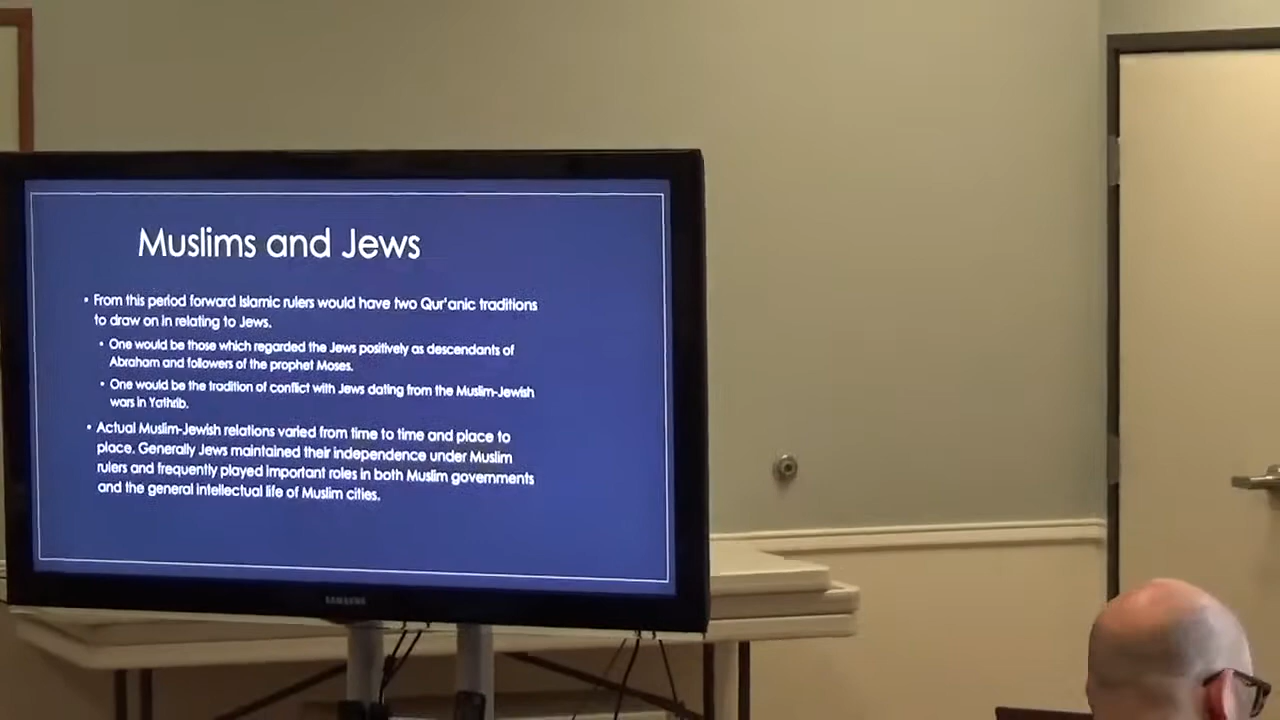 Muslims and Jews
• From this period forward Islamic rulers would have two Qur'anic traditions
to draw on in relating to Jews.
• One would be those which regarded the Jews positively as descendants of
Abraham and followers of the prophet Moses.
• One would be the tradition of conflict with Jews dating from the Muslim-Jewish
wars in Yathrib.
• Actual Muslim-Jewish relations varied from time to time and place to
place. Generally Jews maintained their independence under Muslim
rulers and frequently played important roles in both Muslim governments
and the general intellectual life of Muslim cities.
SAMSUNG